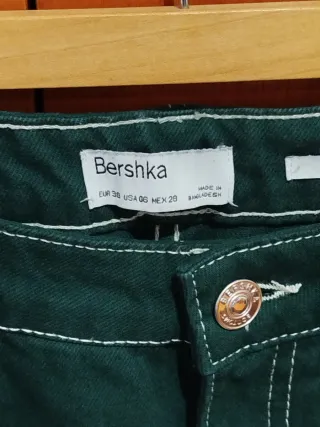 Bershka
MADE IN
EUR 38 USA 06 MEX 28 BANGLADESH
BERSHKA